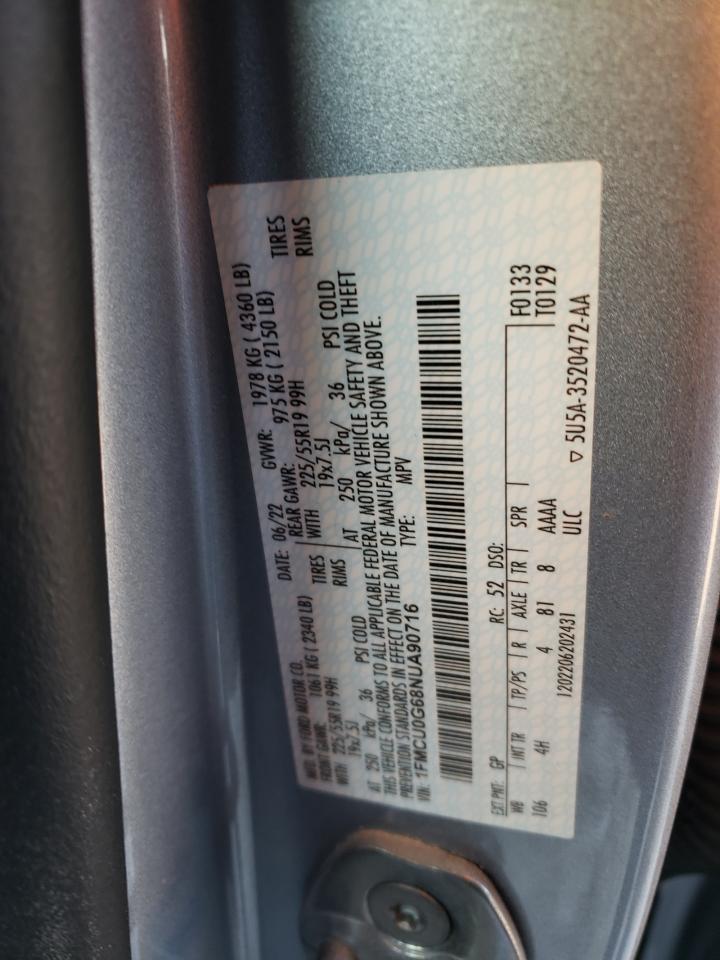 MFD. BY FORD MOTOR CO. DATE: 06/22 GVWR: 1978 KG ( 4360 LB)
FRONT GAWR: 1061 KG ( 2340 LB) REAR GAWR: 975 KG ( 2150 LB)
WITH 225/55R19 99H TIRES WITH 225/55R19 99H TIRES
19x7.5J RIMS 19x7.5J RIMS
AT 250 kPa/ 36 PSI COLD AT 250 kPa/ 36 PSI COLD
THIS VEHICLE CONFORMS TO ALL APPLICABLE FEDERAL MOTOR VEHICLE SAFETY AND THEFT
PREVENTION STANDARDS IN EFFECT ON THE DATE OF MANUFACTURE SHOWN ABOVE.
VIN: 1FMCU0G68NUA90716 TYPE: MPV
EXT PNT: GP RC: 52 DSO: F0133
WB INT TR TP/PS R AXLE TR SPR T0129
106 4H 4 81 8 AAAA
1202206202431 ULC ▽ 5U5A-3520472-AA